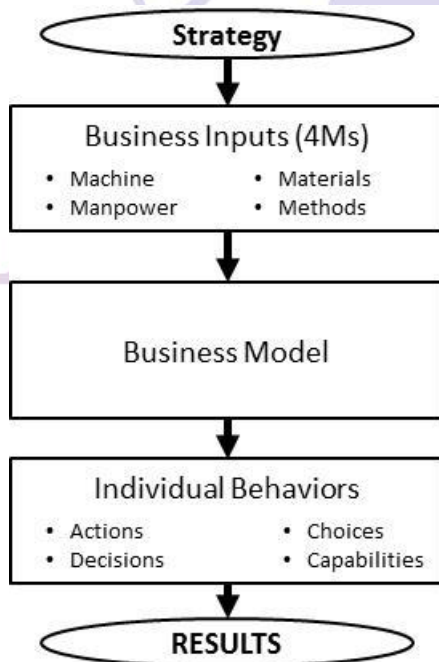 Strategy
Business Inputs (4Ms)
• Machine • Materials
• Manpower • Methods
Business Model
Individual Behaviors
• Actions • Choices
• Decisions • Capabilities
RESULTS